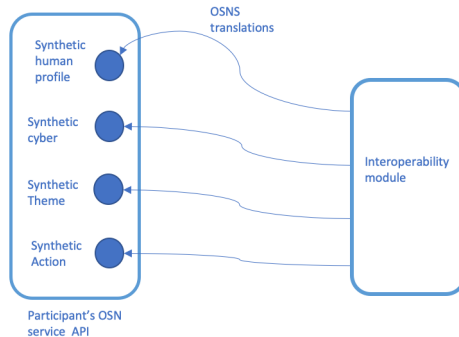 OSNS
translations
Synthetic
human
profile
Synthetic
cyber
Synthetic
Theme
Synthetic
Action
Interoperability
module
Participant's OSN
service API